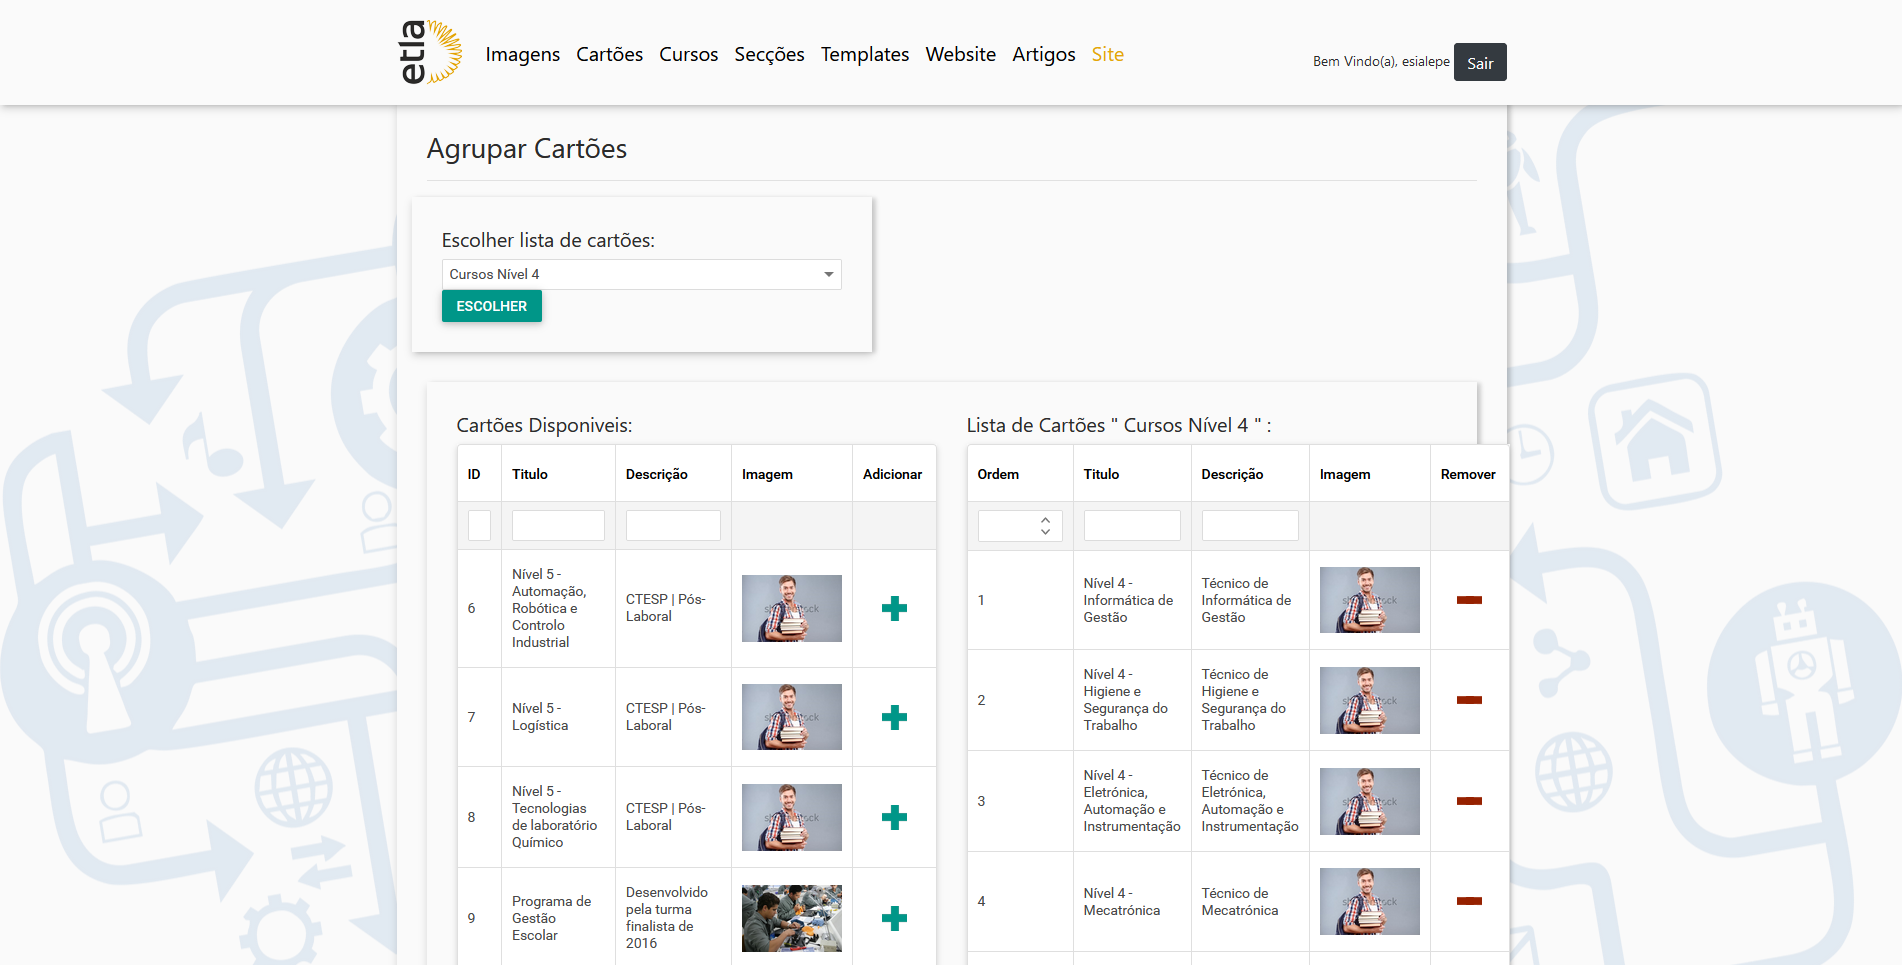 etla
Imagens Cartões Cursos Secções Templates Website Artigos Site
Bem Vindo(a), esialepe Sair
Agrupar Cartões
Escolher lista de cartões:
Cursos Nível 4
ESCOLHER
Cartões Disponiveis:
ID Titulo Descrição Imagem Adicionar
6
Nível 5 -
Automação,
Robótica e
Controlo
Industrial
CTESP | Pós-
Laboral
7
Nível 5 -
Logística
CTESP | Pós-
Laboral
8
Nível 5 -
Tecnologias
de laboratório
Químico
CTESP | Pós-
Laboral
9
Programa de
Gestão
Escolar
Desenvolvido
pela turma
finalista de
2016
Lista de Cartões " Cursos Nível 4 " :
Ordem Titulo Descrição Imagem Remover
1
Nível 4 -
Informática de
Gestão
Técnico de
Informática de
Gestão
2
Nível 4 -
Higiene e
Segurança do
Trabalho
Técnico de
Higiene e
Segurança do
Trabalho
3
Nível 4 -
Eletrónica,
Automação e
Instrumentação
Técnico de
Eletrónica,
Automação e
Instrumentação
4
Nível 4 -
Mecatrónica
Técnico de
Mecatrónica